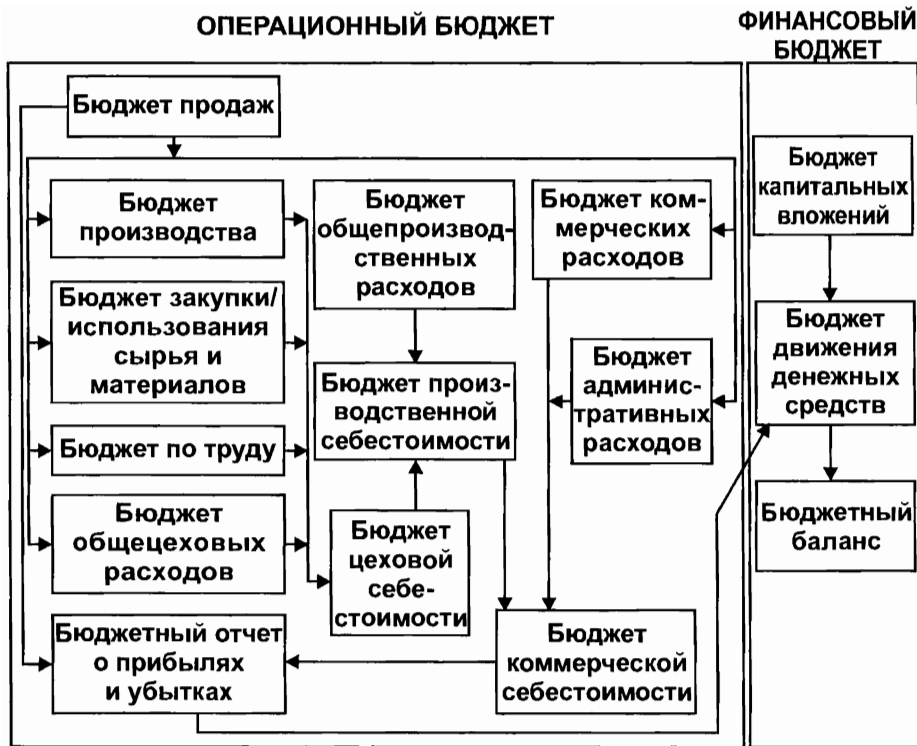 ОПЕРАЦИОННЫЙ БЮДЖЕТ
ФИНАНСОВЫЙ
БЮДЖЕТ
Бюджет продаж
Бюджет
производства
Бюджет закупки/
использования
сырья и
материалов
Бюджет по труду
Бюджет
общецеховых
расходов
Бюджетный отчет
о прибылях
и убытках
Бюджет
общепроизвод-
ственных
расходов
Бюджет произ-
водственной
себестоимости
Бюджет
цеховой
себе-
стоимости
Бюджет ком-
мерческих
расходов
Бюджет
админис-
тративных
расходов
Бюджет
коммерческой
себестоимости
Бюджет
капитальных
вложений
Бюджет
движения
денежных
средств
Бюджетный
баланс